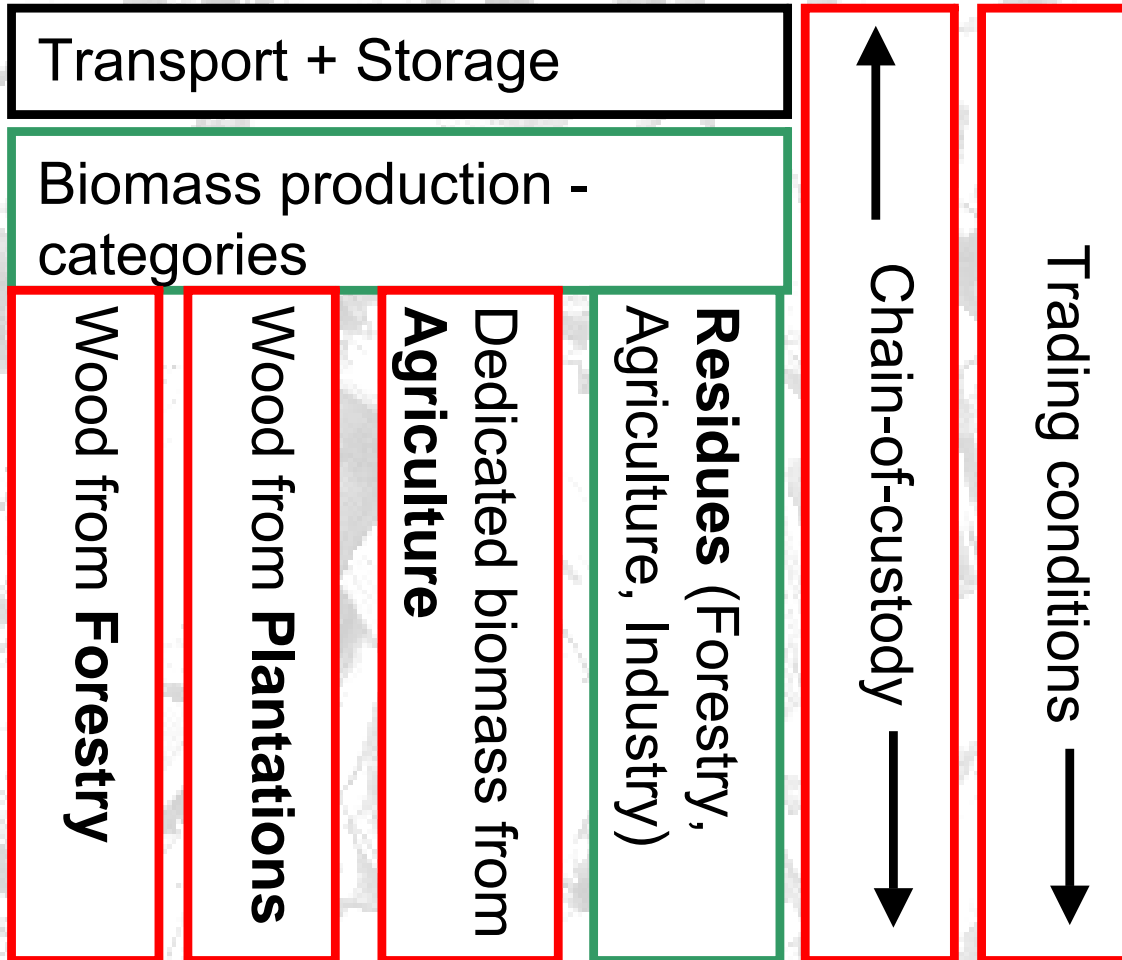 Transport + Storage
Biomass production -
categories
Wood from Forestry
Wood from Plantations
Dedicated biomass from
Agriculture
Residues (Forestry,
Agriculture, Industry)
Chain-of-custody
Trading conditions